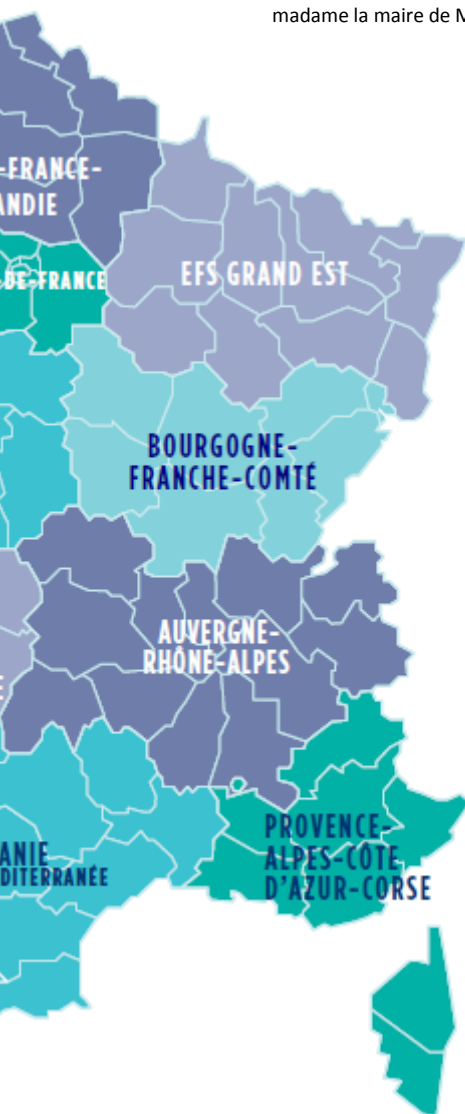 madame la maire de M
-FRANCE-
ANDIE
-DE-FRANCE
EFS GRAND EST
BOURGOGNE-
FRANCHE-COMTÉ
AUVERGNE-
RHÔNE-ALPES
E
PROVENCE-
ALPES-CÔTE
D'AZUR-CORSE
ANIE
DITERRANÉE